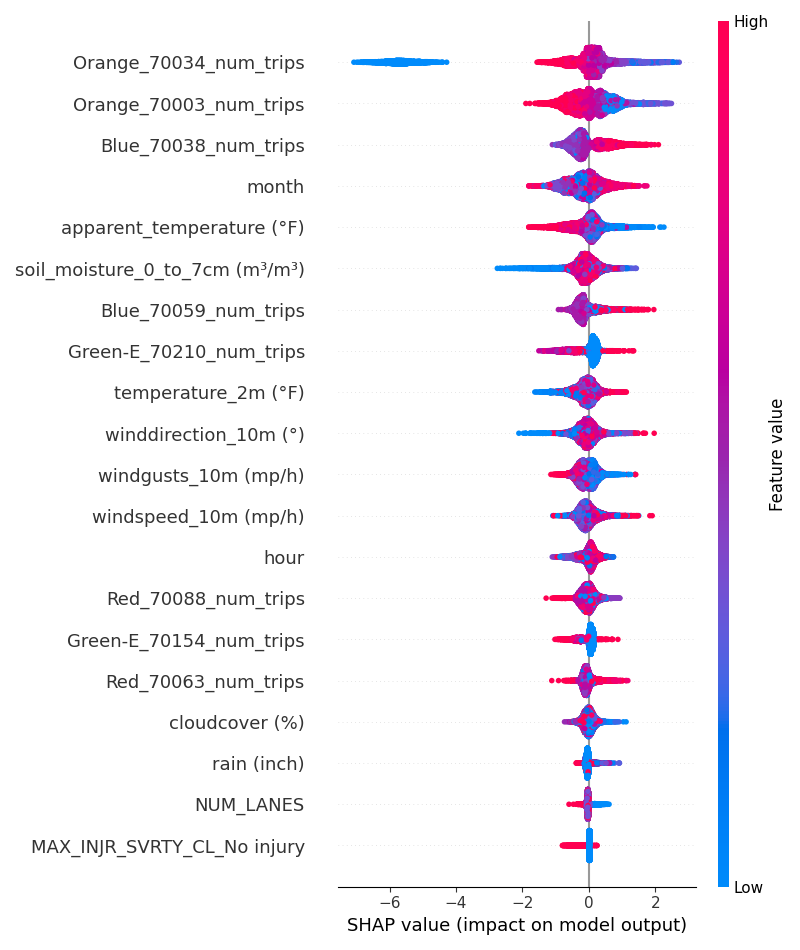 High
Orange_70034_num_trips
Orange_70003_num_trips
Blue_70038_num_trips
month
apparent_temperature (°F)
soil_moisture_0_to_7cm (m³/m³)
Blue_70059_num_trips
Green-E_70210_num_trips
temperature_2m (°F)
winddirection_10m (°)
windgusts_10m (mp/h)
windspeed_10m (mp/h)
hour
Red_70088_num_trips
Green-E_70154_num_trips
Red_70063_num_trips
cloudcover (%)
rain (inch)
NUM_LANES
MAX_INJR_SVRTY_CL_No injury
Feature value
Low
−6 −4 −2 0 2
SHAP value (impact on model output)